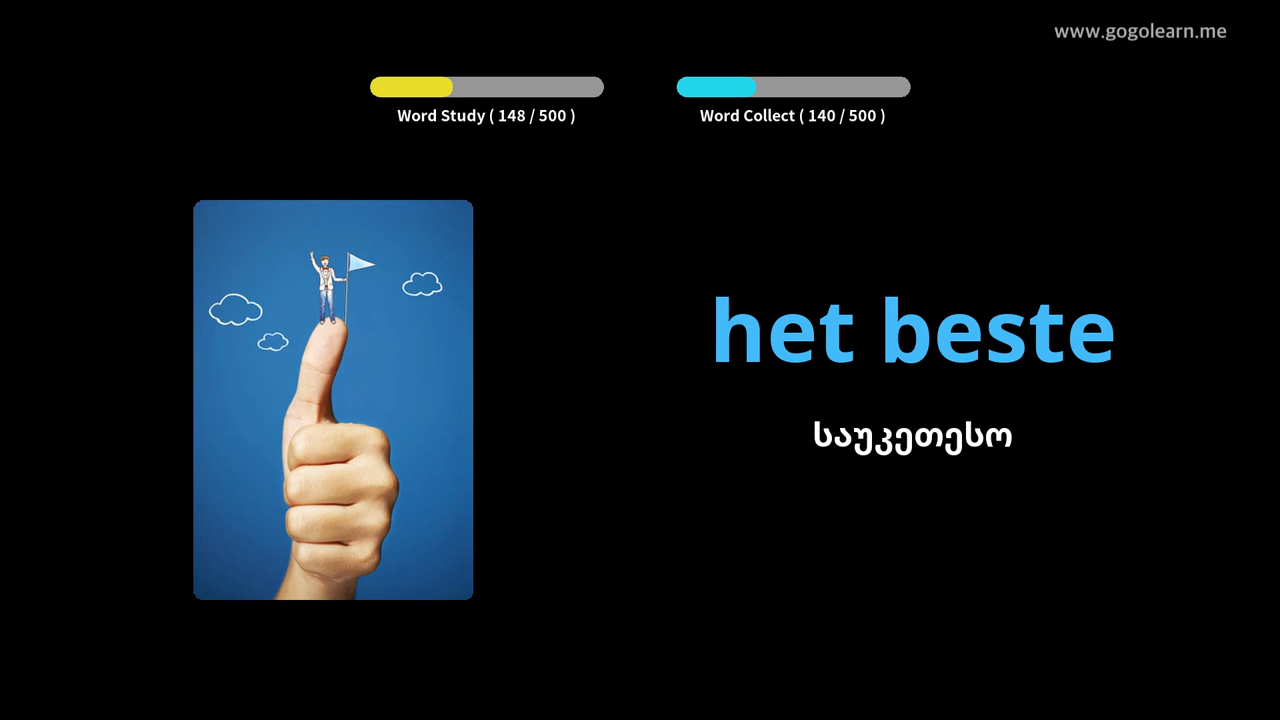 www.gogolearn.me
Word Study ( 148 / 500 )
Word Collect ( 140 / 500 )
het beste
საუკეთესო